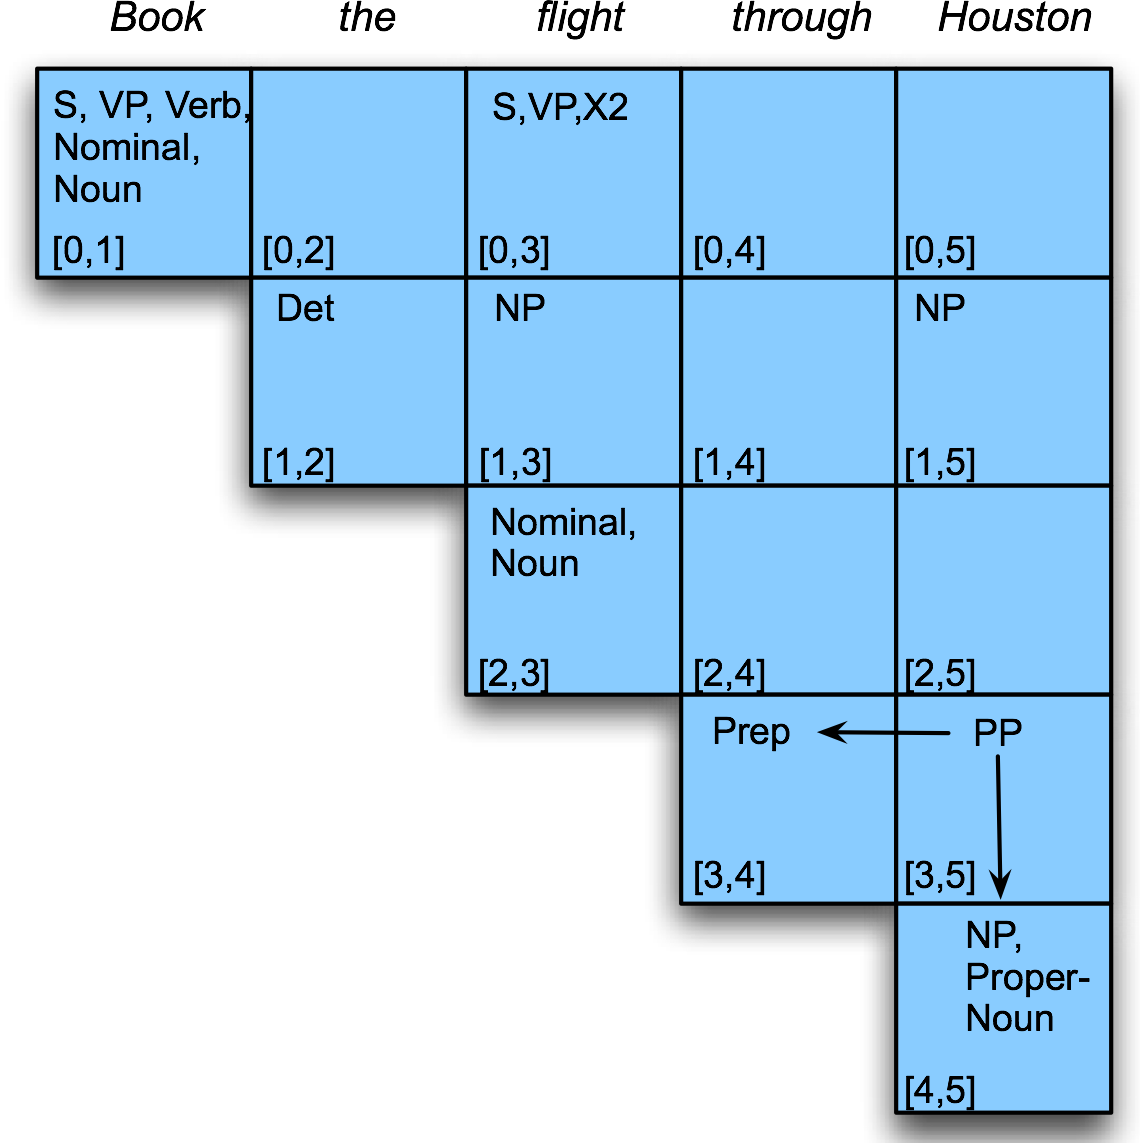 Book the flight through Houston
S, VP, Verb,
Nominal,
Noun
[0,1]
[0,2]
S,VP,X2
[0,3]
[0,4]
[0,5]
Det
[1,2]
NP
[1,3]
[1,4]
NP
[1,5]
Nominal,
Noun
[2,3]
[2,4]
[2,5]
Prep
[3,4]
PP
[3,5]
NP,
Proper-
Noun
[4,5]